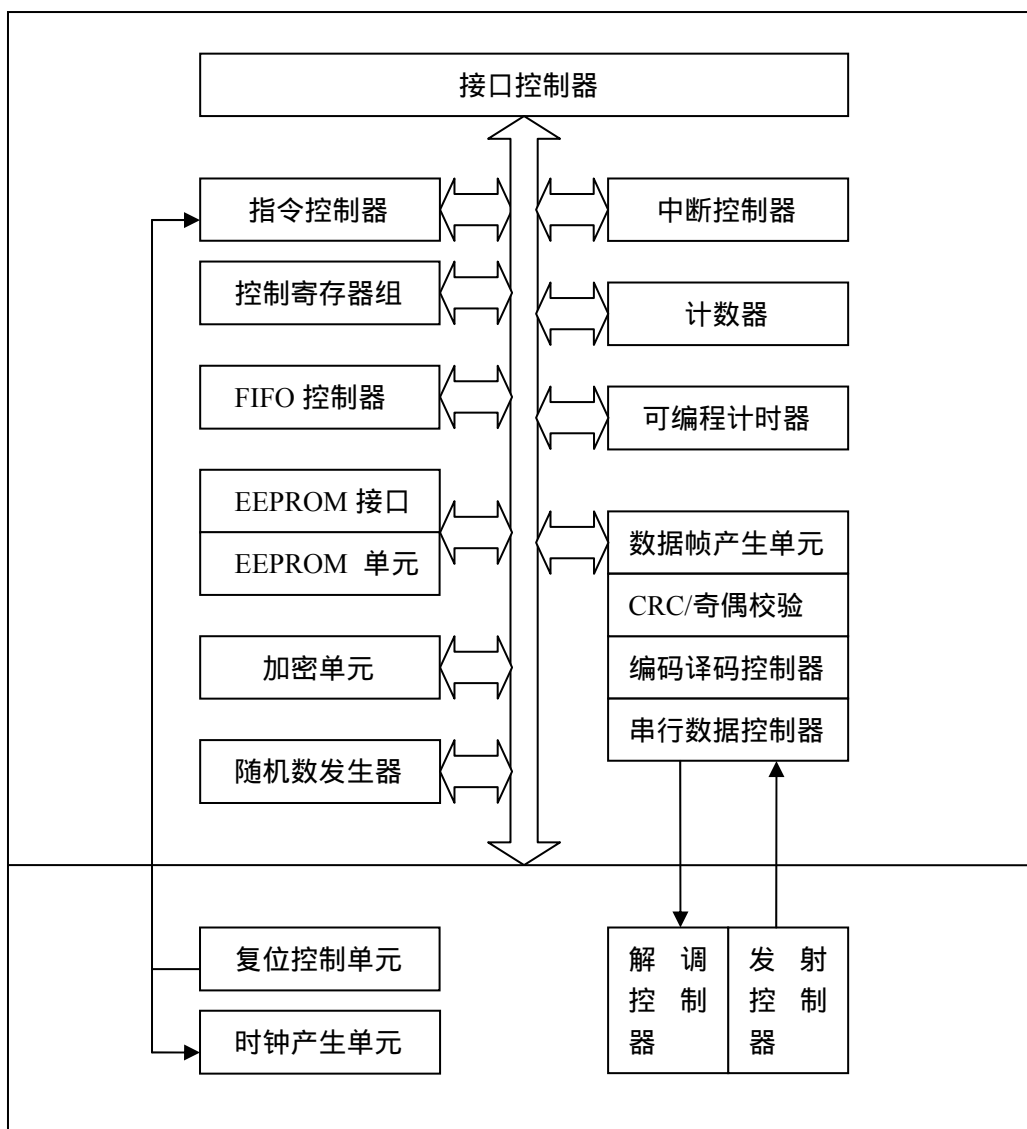 接口控制器
指令控制器
中断控制器
控制寄存器组
计数器
FIFO 控制器
可编程计时器
EEPROM 接口
数据帧产生单元
EEPROM 单元
CRC/奇偶校验
加密单元
编码译码控制器
串行数据控制器
随机数发生器
复位控制单元
解 调
控 制
器
发 射
控 制
器
时钟产生单元